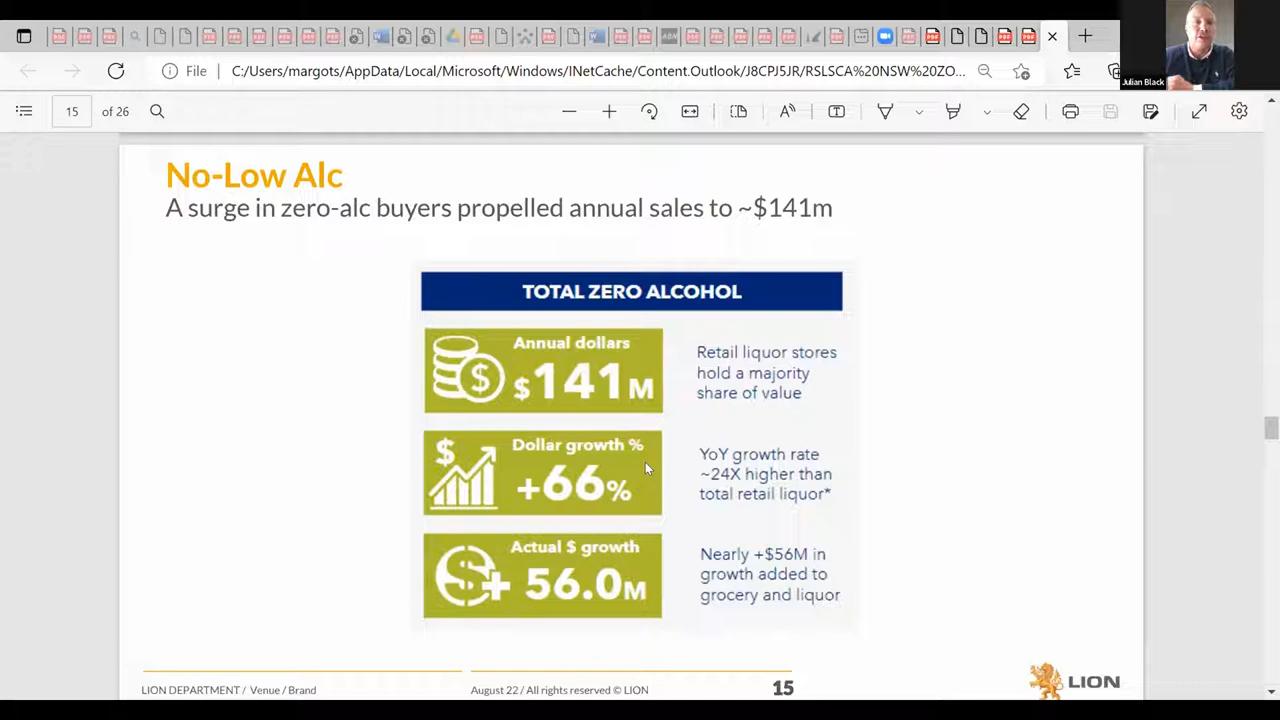 File
C:/Users/margots/AppData/Local/Microsoft/Windows/INetCache/Content.Outlook/J8CPJ5JR/RSLSCA%20NSW%20ZO...
Julian Black
15 of 26
No-Low Alc
A surge in zero-alc buyers propelled annual sales to ~$141m
TOTAL ZERO ALCOHOL
Annual dollars
$141M
Retail liquor stores
hold a majority
share of value
Dollar growth %
+66%
YoY growth rate
~24X higher than
total retail liquor*
Actual $ growth
+ 56.0M
Nearly +$56M in
growth added to
grocery and liquor
LION DEPARTMENT / Venue / Brand
August 22 / All rights reserved © LION
15
LION